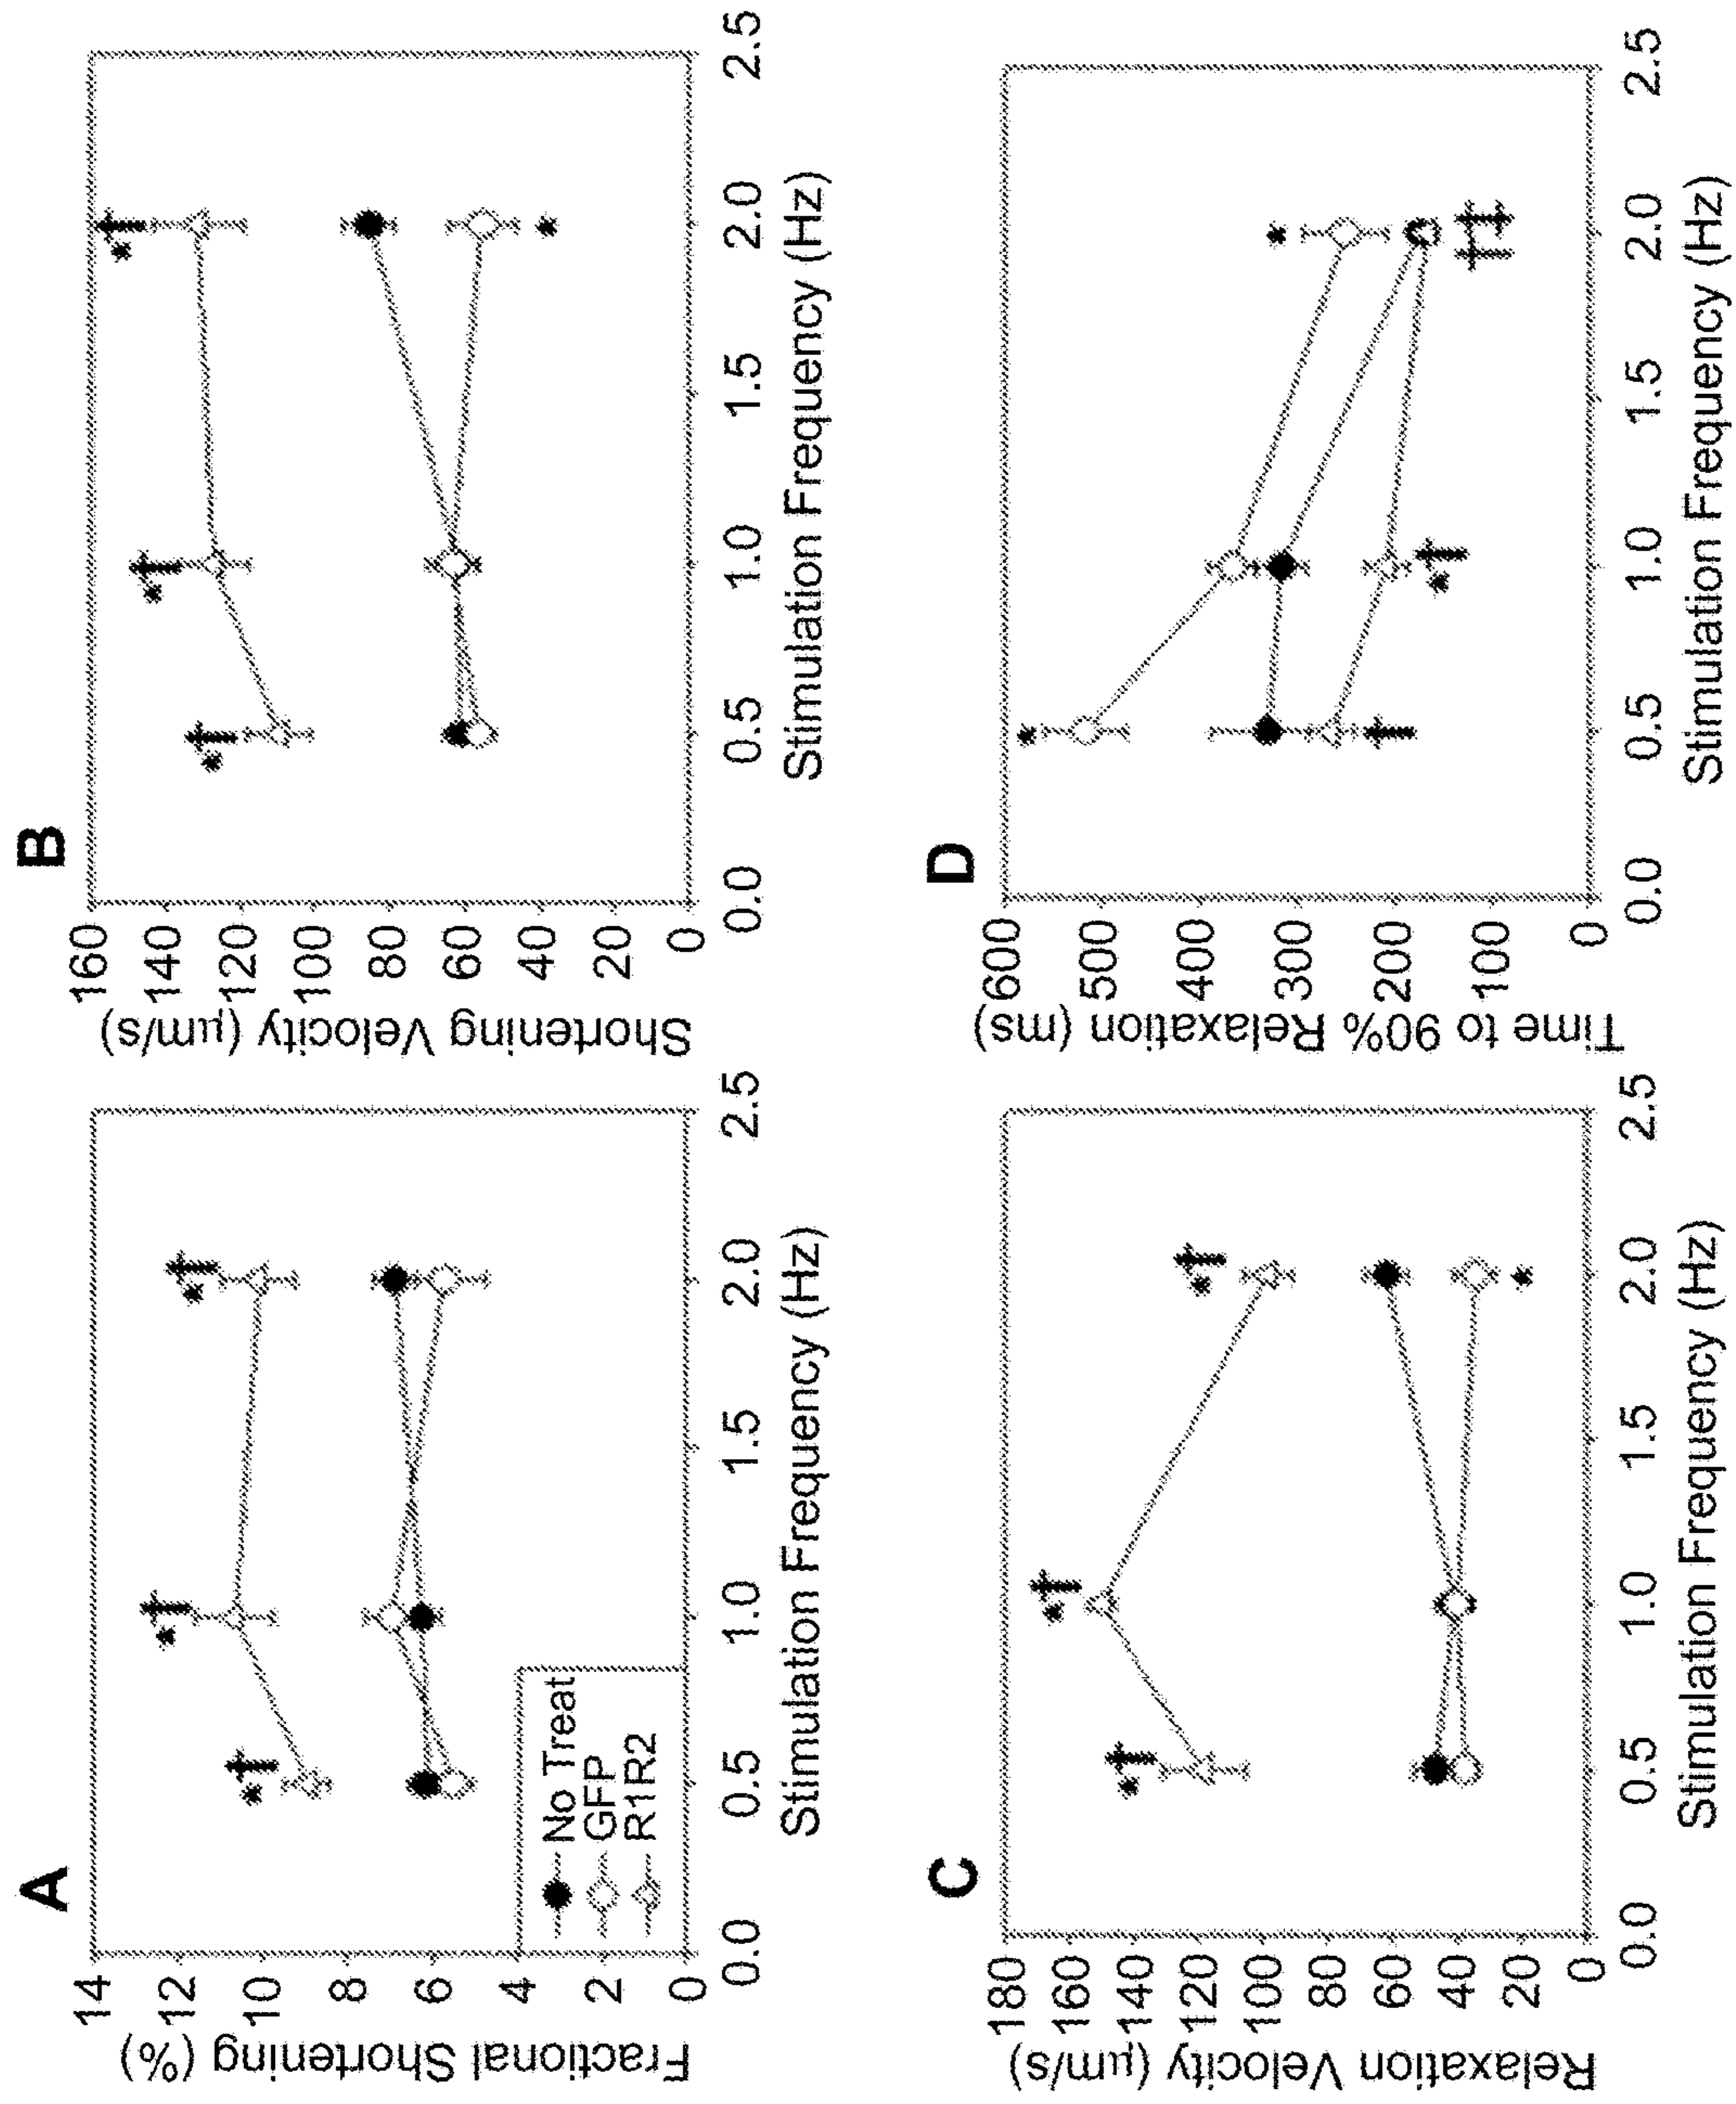 A
Fractional Shortening (%)
14
12
10
8
6
4
2
0
*†
*†
*†
No Treat
GFP
R1R2
0.0 0.5 1.0 1.5 2.0 2.5
Stimulation Frequency (Hz)
B
Shortening Velocity (μm/s)
160
140
120
100
80
60
40
20
0
*†
*†
*†
*
0.0 0.5 1.0 1.5 2.0 2.5
Stimulation Frequency (Hz)
C
Relaxation Velocity (μm/s)
180
160
140
120
100
80
60
40
20
0
*†
*†
*†
*
0.0 0.5 1.0 1.5 2.0 2.5
Stimulation Frequency (Hz)
D
Time to 90% Relaxation (ms)
600
500
400
300
200
100
0
*
†
*†
*
††
0.0 0.5 1.0 1.5 2.0 2.5
Stimulation Frequency (Hz)